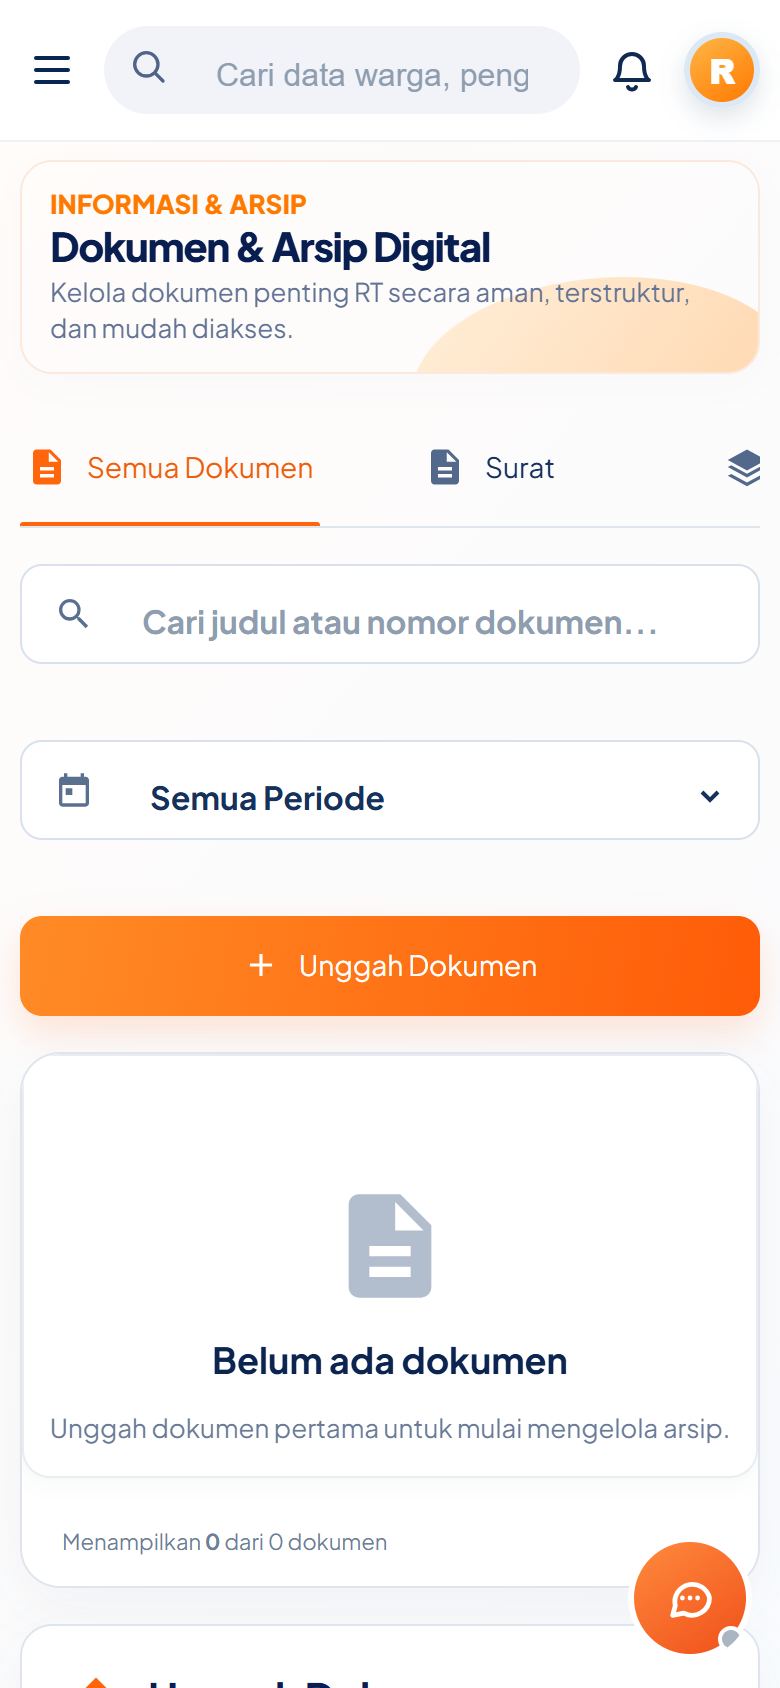 Cari data warga, peng
R
INFORMASI & ARSIP
Dokumen & Arsip Digital
Kelola dokumen penting RT secara aman, terstruktur,
dan mudah diakses.
Semua Dokumen
Surat
Cari judul atau nomor dokumen...
Semua Periode
+ Unggah Dokumen
Belum ada dokumen
Unggah dokumen pertama untuk mulai mengelola arsip.
Menampilkan 0 dari 0 dokumen